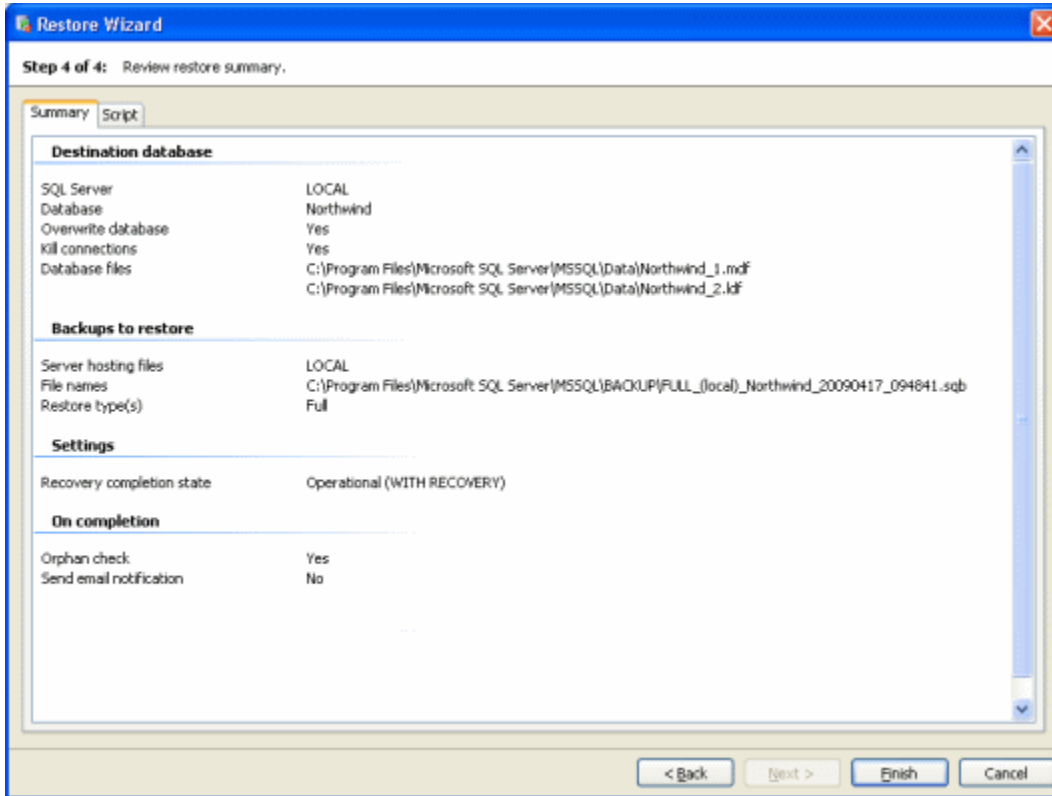 Restore Wizard
Step 4 of 4: Review restore summary.
Summary Script
Destination database
SQL Server LOCAL
Database Northwind
Overwrite database Yes
Kill connections Yes
Database files C:\Program Files\Microsoft SQL Server\MSSQL\Data\Northwind_1.mdf
C:\Program Files\Microsoft SQL Server\MSSQL\Data\Northwind_2.ldf
Backups to restore
Server hosting files LOCAL
File names C:\Program Files\Microsoft SQL Server\MSSQL\BACKUP\FULL_(local)_Northwind_20090417_094841.sqb
Restore type(s) Full
Settings
Recovery completion state Operational (WITH RECOVERY)
On completion
Orphan check Yes
Send email notification No
< Back Next > Finish Cancel